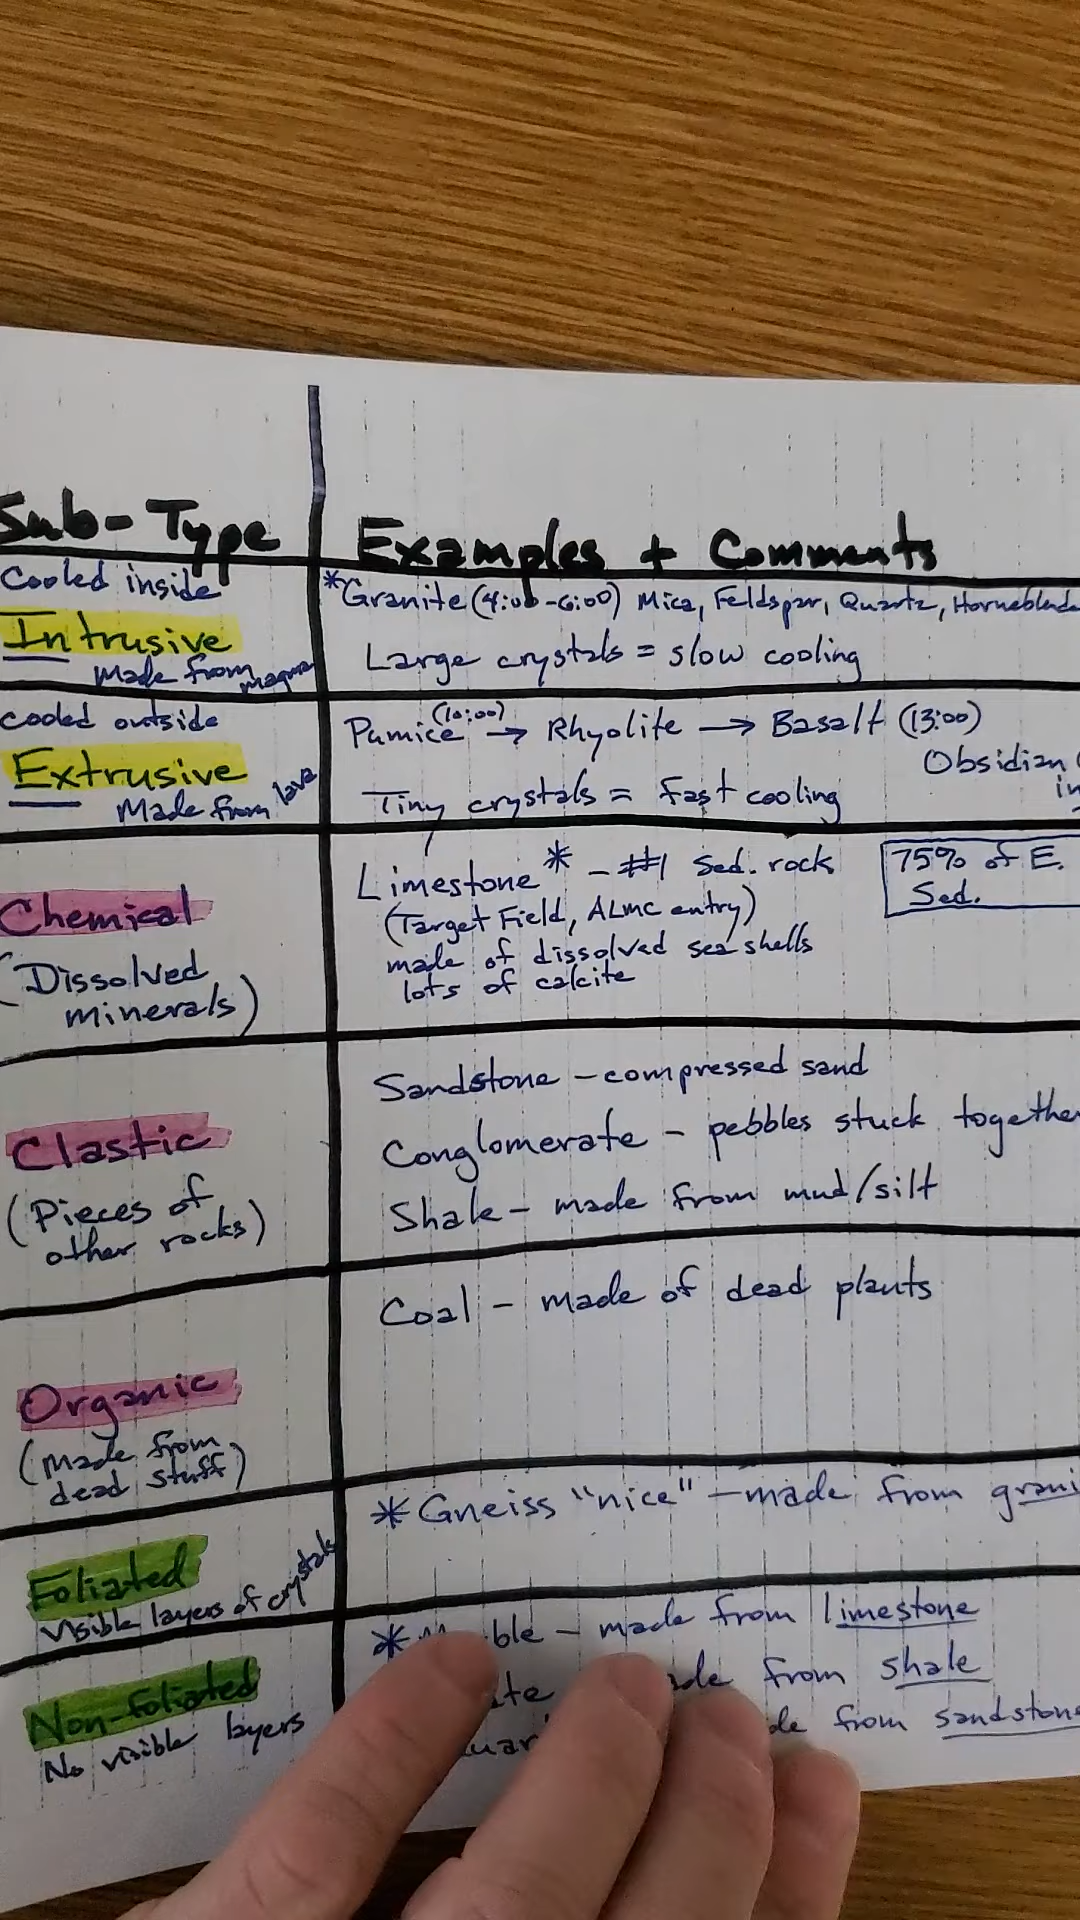 Sub-Type
Examples + Comments
Cooled inside
Intrusive
Made from magma
*Granite (4:00-6:00) Mica, Feldspar, Quartz, Horneblende
Large crystals = slow cooling
Cooled outside
Extrusive
Made from lava
Pumice (10:00) → Rhyolite → Basalt (13:00)
Obsidian
Tiny crystals = fast cooling
Chemical
(Dissolved
minerals)
Limestone * - #1 Sed. rock
(Target Field, ALMC entry)
made of dissolved sea shells
lots of calcite
75% of E.
Sed.
Clastic
(Pieces of
other rocks)
Sandstone - compressed sand
Conglomerate - pebbles stuck together
Shale - made from mud/silt
Organic
(Made from
dead stuff)
Coal - made of dead plants
Foliated
Visible layers of crystals
*Gneiss "nice" - made from grani
Non-foliated
No visible layers
* ble - made from limestone
from shale
from sandstone